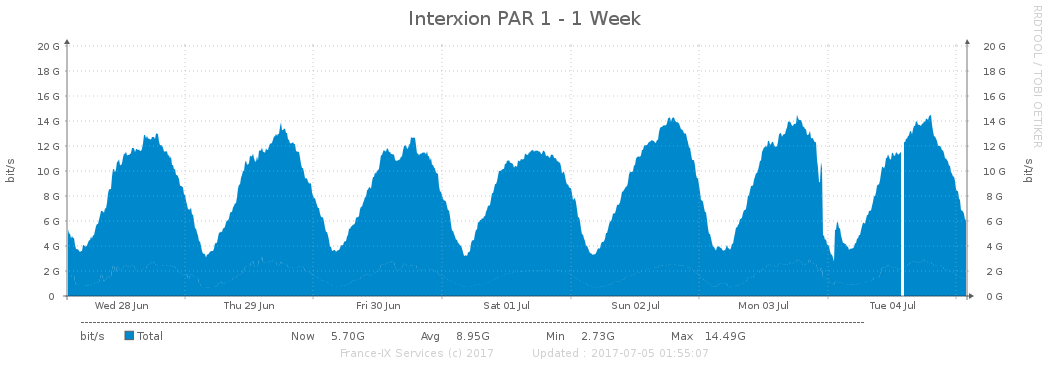 Interxion PAR 1 - 1 Week
RRDTOOL / TOBI OETIKER
20 G 20 G
18 G 18 G
16 G 16 G
14 G 14 G
12 G 12 G
10 G 10 G
8 G 8 G
6 G 6 G
4 G 4 G
2 G 2 G
0 0 G
bit/s
bit/s
Wed 28 Jun Thu 29 Jun Fri 30 Jun Sat 01 Jul Sun 02 Jul Mon 03 Jul Tue 04 Jul
bit/s Total Now 5.70G Avg 8.95G Min 2.73G Max 14.49G
France-IX Services (c) 2017 Updated : 2017-07-05 01:55:07